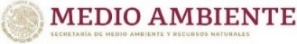 MEDIO AMBIENTE
SECRETARÍA DE MEDIO AMBIENTE Y RECURSOS NATURALES